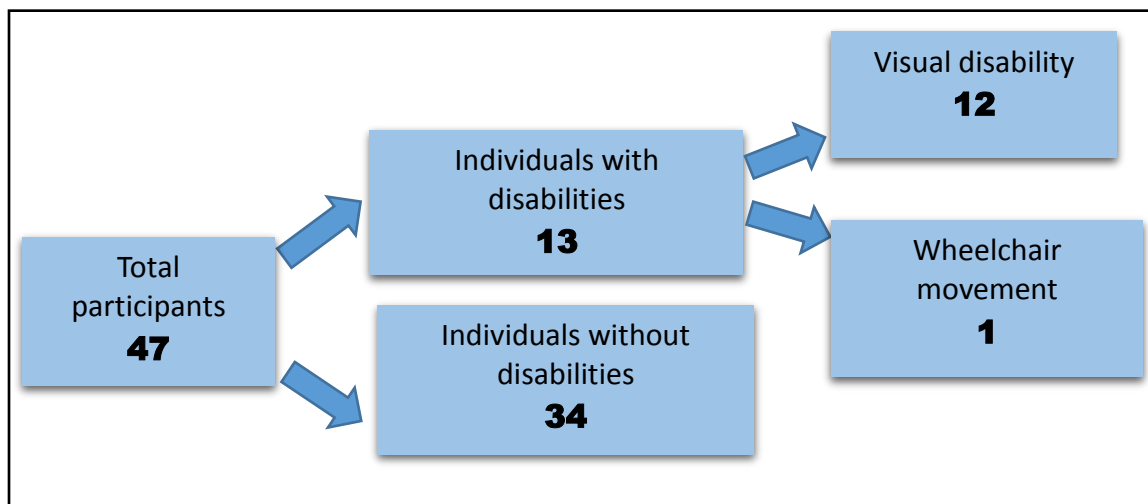 Total
participants
47
Individuals with
disabilities
13
Individuals without
disabilities
34
Visual disability
12
Wheelchair
movement
1